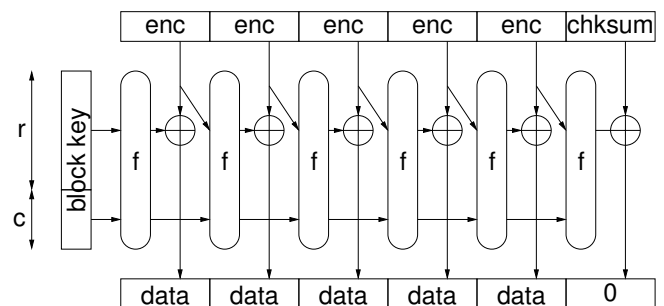 enc enc enc enc enc chksum
r
block key
c
f f f f f f
data data data data data 0